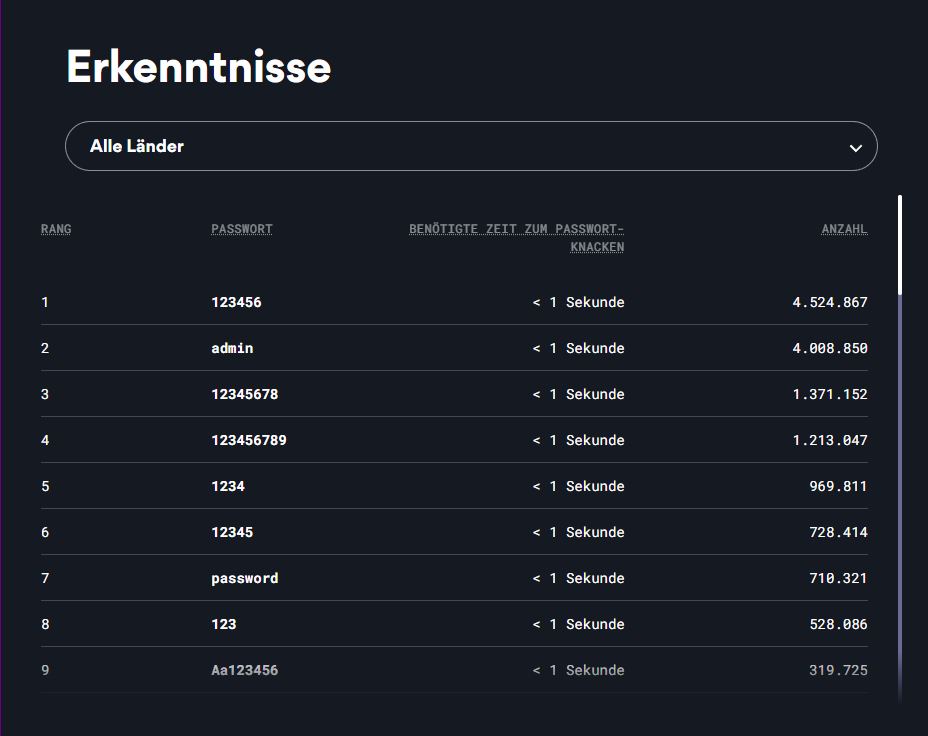 Erkenntnisse
Alle Länder
RANG PASSWORT BENÖTIGTE ZEIT ZUM PASSWORT-KNACKEN ANZAHL
1 123456 < 1 Sekunde 4.524.867
2 admin < 1 Sekunde 4.008.850
3 12345678 < 1 Sekunde 1.371.152
4 123456789 < 1 Sekunde 1.213.047
5 1234 < 1 Sekunde 969.811
6 12345 < 1 Sekunde 728.414
7 password < 1 Sekunde 710.321
8 123 < 1 Sekunde 528.086
9 Aa123456 < 1 Sekunde 319.725